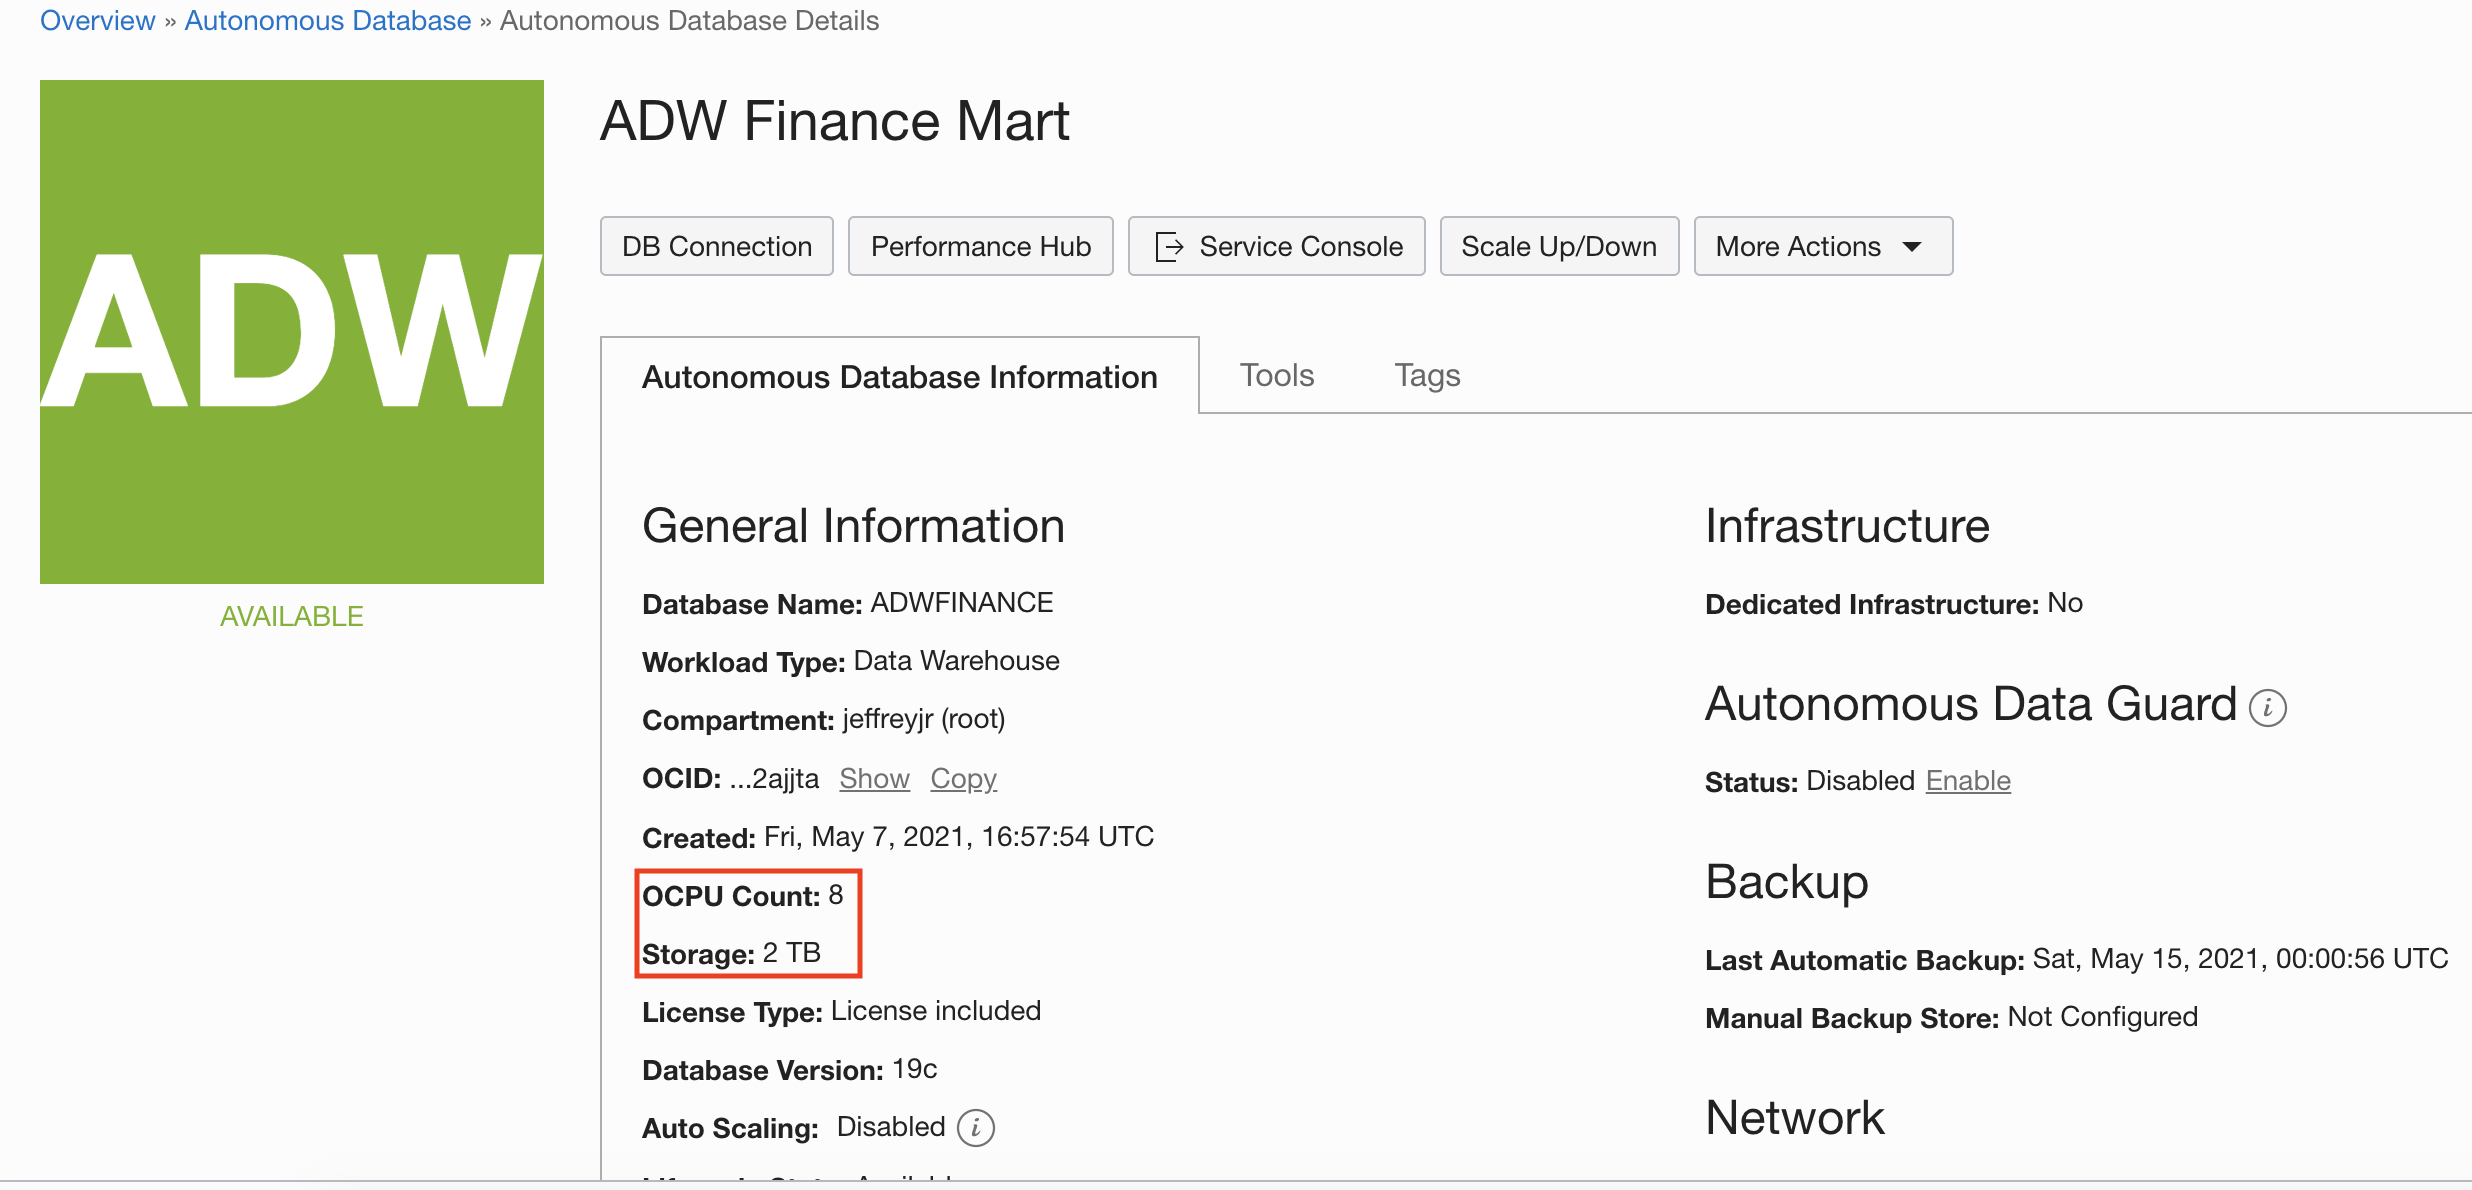 Overview » Autonomous Database » Autonomous Database Details
ADW
AVAILABLE
ADW Finance Mart
DB Connection Performance Hub Service Console Scale Up/Down More Actions
Autonomous Database Information Tools Tags
General Information
Database Name: ADWFINANCE
Workload Type: Data Warehouse
Compartment: jeffreyjr (root)
OCID: ...2ajjta Show Copy
Created: Fri, May 7, 2021, 16:57:54 UTC
OCPU Count: 8
Storage: 2 TB
License Type: License included
Database Version: 19c
Auto Scaling: Disabled i
Infrastructure
Dedicated Infrastructure: No
Autonomous Data Guard i
Status: Disabled Enable
Backup
Last Automatic Backup: Sat, May 15, 2021, 00:00:56 UTC
Manual Backup Store: Not Configured
Network